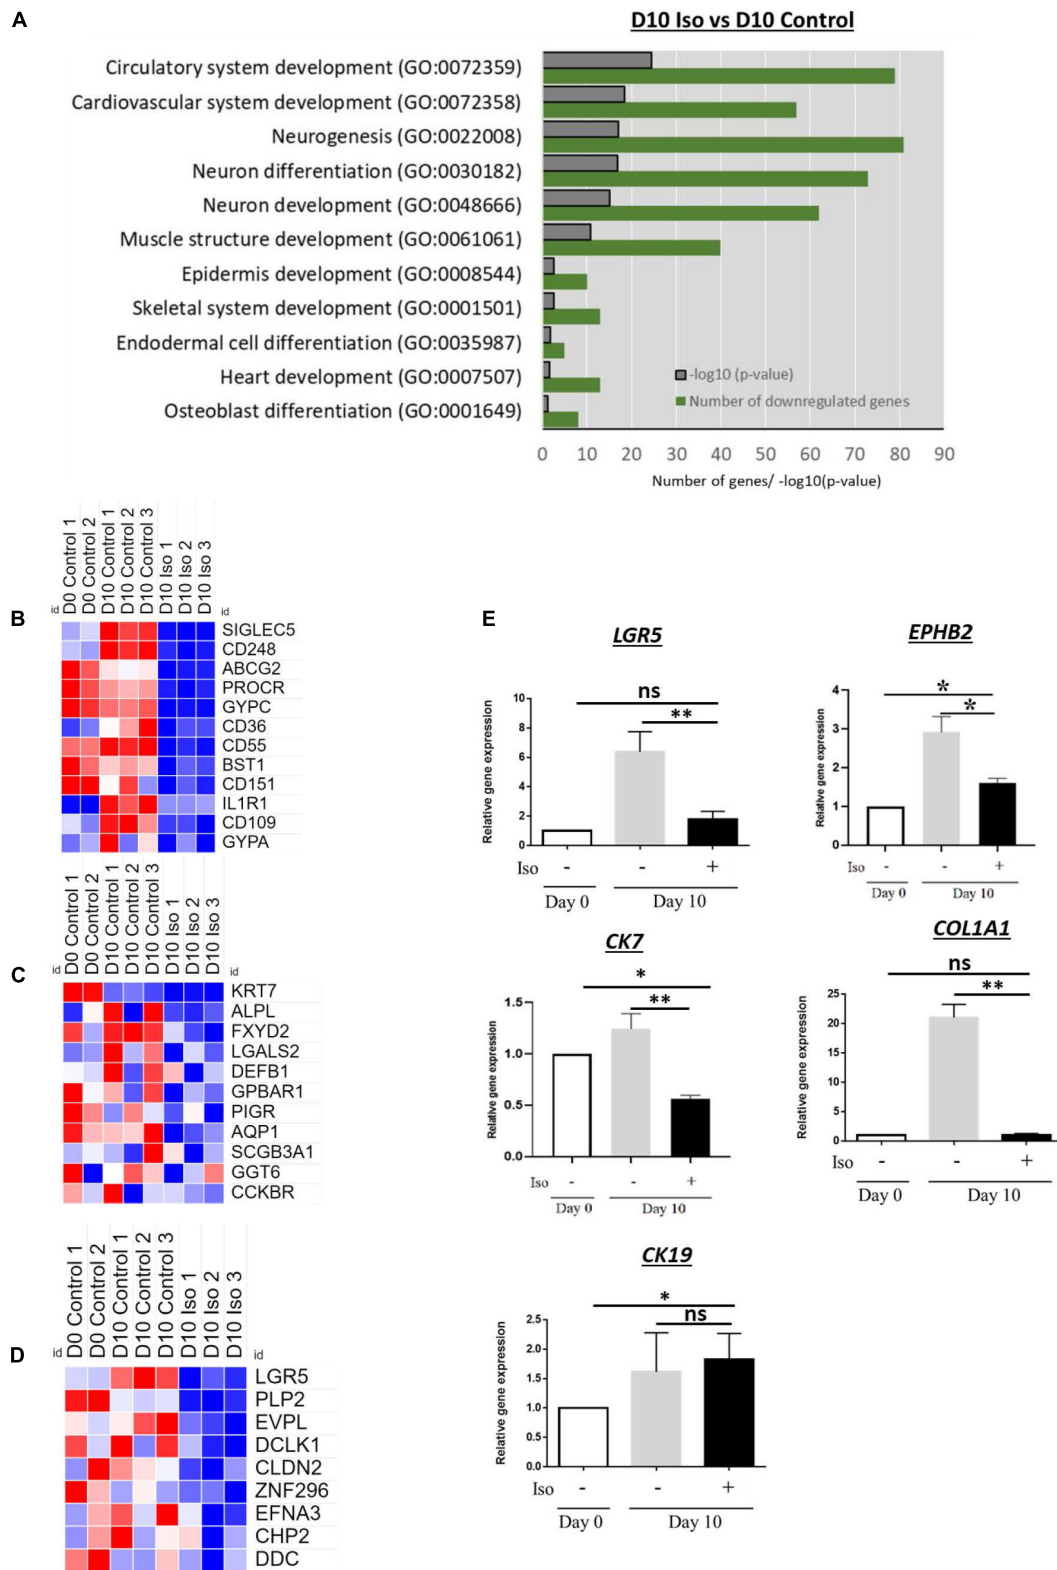 A
D10 Iso vs D10 Control
Circulatory system development (GO:0072359)
Cardiovascular system development (GO:0072358)
Neurogenesis (GO:0022008)
Neuron differentiation (GO:0030182)
Neuron development (GO:0048666)
Muscle structure development (GO:0061061)
Epidermis development (GO:0008544)
Skeletal system development (GO:0001501)
Endodermal cell differentiation (GO:0035987)
Heart development (GO:0007507)
Osteoblast differentiation (GO:0001649)
-log10 (p-value)
Number of downregulated genes
0 10 20 30 40 50 60 70 80 90
Number of genes/ -log10(p-value)
B
id D0 Control 1 D0 Control 2 D10 Control 1 D10 Control 2 D10 Control 3 D10 Iso 1 D10 Iso 2 D10 Iso 3 id
SIGLEC5
CD248
ABCG2
PROCR
GYPC
CD36
CD55
BST1
CD151
IL1R1
CD109
GYPA
C
id D0 Control 1 D0 Control 2 D10 Control 1 D10 Control 2 D10 Control 3 D10 Iso 1 D10 Iso 2 D10 Iso 3 id
KRT7
ALPL
FXYD2
LGALS2
DEFB1
GPBAR1
PIGR
AQP1
SCGB3A1
GGT6
CCKBR
D
id D0 Control 1 D0 Control 2 D10 Control 1 D10 Control 2 D10 Control 3 D10 Iso 1 D10 Iso 2 D10 Iso 3 id
LGR5
PLP2
EVPL
DCLK1
CLDN2
ZNF296
EFNA3
CHP2
DDC
E
LGR5
ns
**
Relative gene expression
10
8
6
4
2
0
Iso - - +
Day 0 Day 10
EPHB2
*
*
Relative gene expression
4
3
2
1
0
Iso - - +
Day 0 Day 10
CK7
*
**
Relative gene expression
1.5
1.0
0.5
0.0
Iso - - +
Day 0 Day 10
COL1A1
ns
**
Relative gene expression
25
20
15
10
5
0
Iso - - +
Day 0 Day 10
CK19
*
ns
Relative gene expression
2.5
2.0
1.5
1.0
0.5
0.0
Iso - - +
Day 0 Day 10